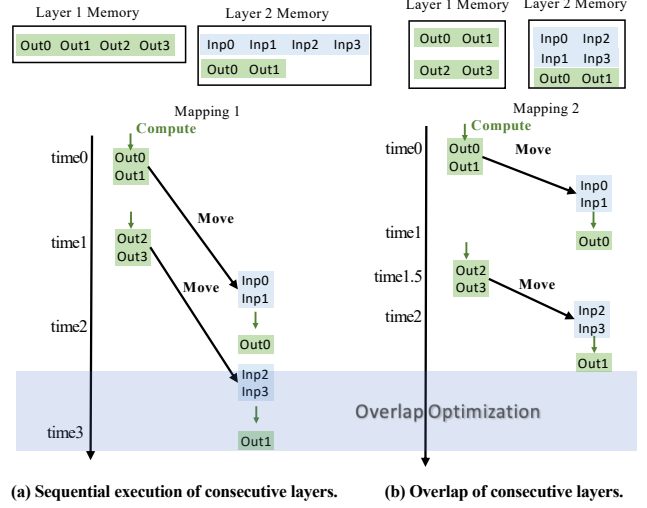 Layer 1 Memory
Layer 2 Memory
Out0 Out1 Out2 Out3
Inp0 Inp1 Inp2 Inp3
Out0 Out1
Mapping 1
Compute
time0
Out0
Out1
Move
time1
Out2
Out3
Move
Inp0
Inp1
time2
Out0
Inp2
Inp3
time3
Out1
(a) Sequential execution of consecutive layers.
Layer 1 Memory
Layer 2 Memory
Out0 Out1
Out2 Out3
Inp0 Inp2
Inp1 Inp3
Out0 Out1
Mapping 2
Compute
time0
Out0
Out1
Move
Inp0
Inp1
time1
Out0
time1.5
Out2
Out3
Move
time2
Inp2
Inp3
Out1
Overlap Optimization
(b) Overlap of consecutive layers.